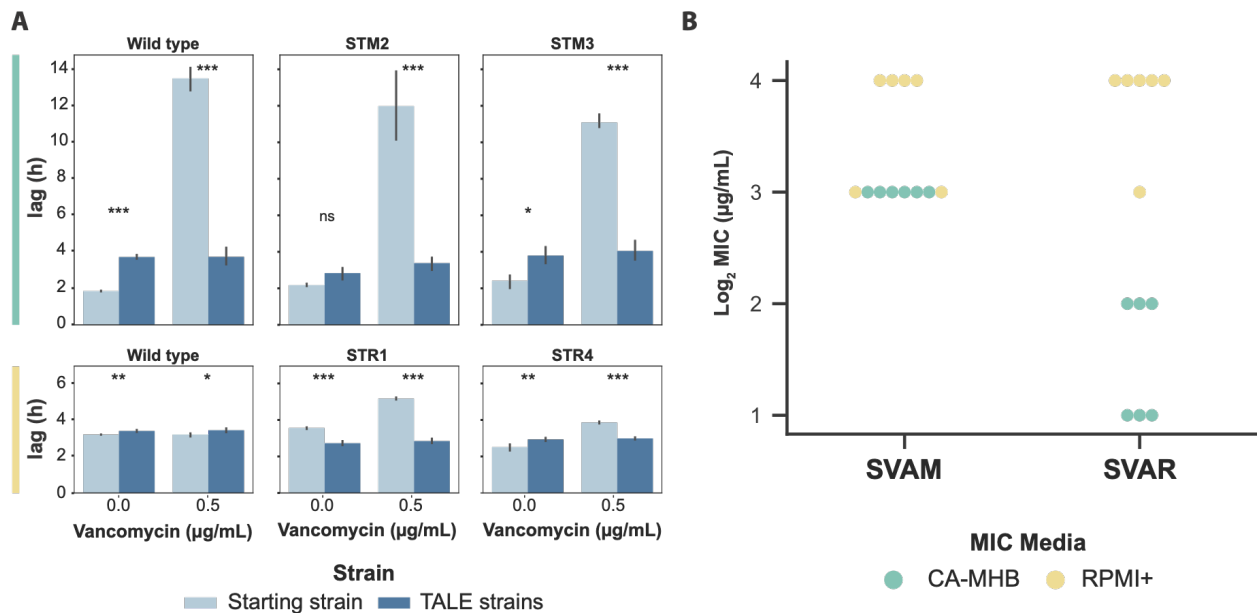 A
Wild type
STM2
STM3
lag (h)
14
12
10
8
6
4
2
0
***
***
ns
***
*
***
Wild type
STR1
STR4
lag (h)
6
4
2
0
**
*
***
***
**
***
0.0
0.5
0.0
0.5
0.0
0.5
Vancomycin (µg/mL)
Vancomycin (µg/mL)
Vancomycin (µg/mL)
Strain
Starting strain
TALE strains
B
Log₂ MIC (µg/mL)
4
3
2
1
SVAM
SVAR
MIC Media
CA-MHB
RPMI+